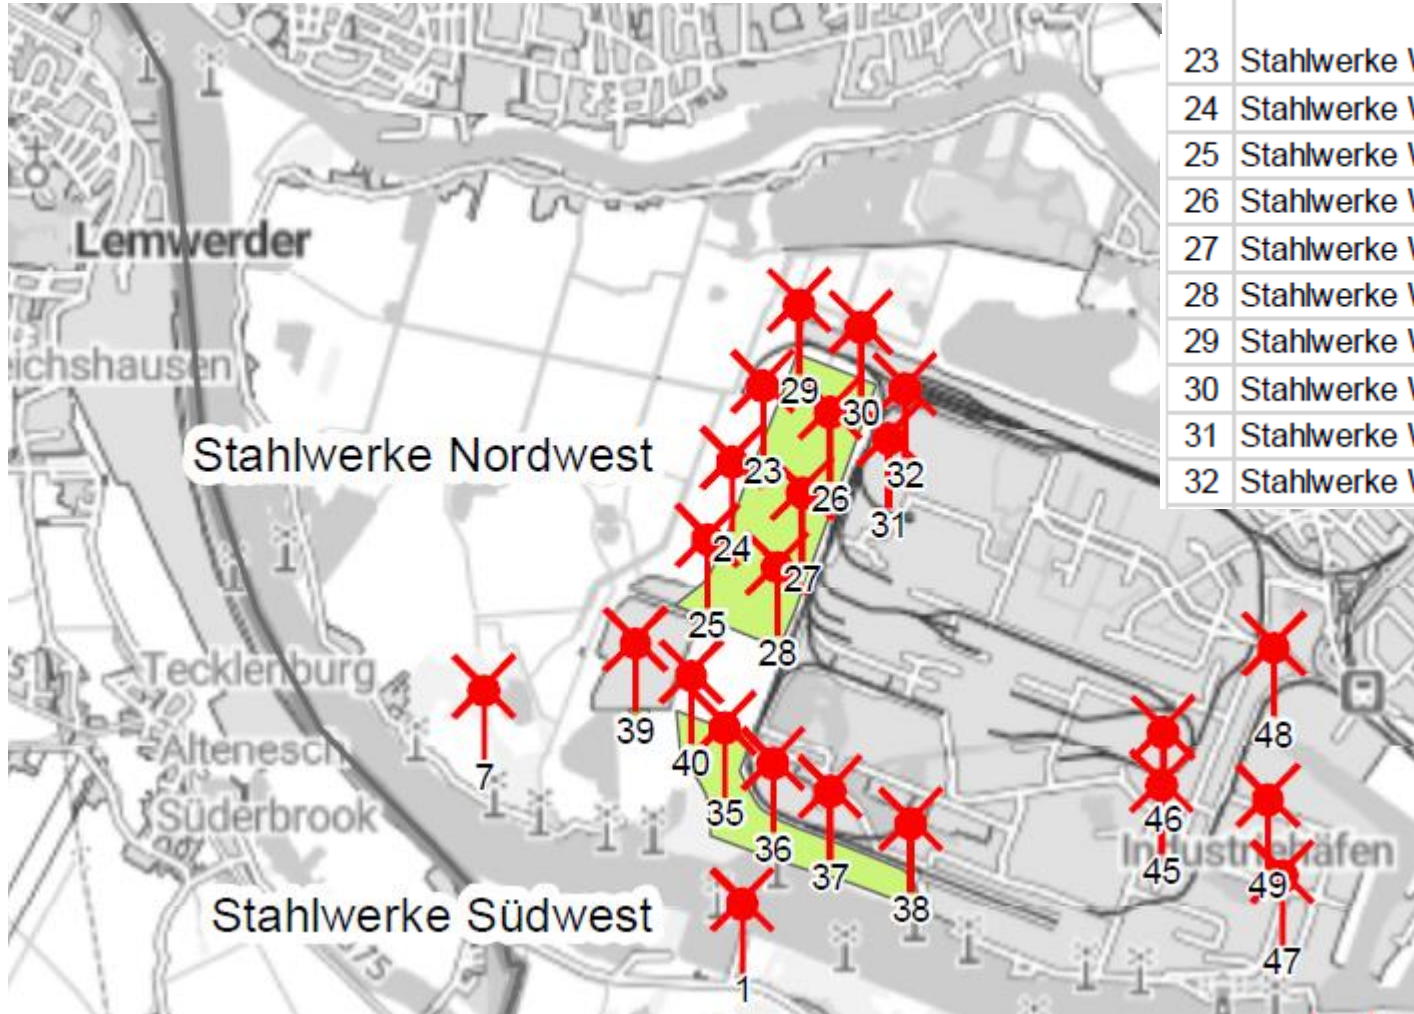 23 Stahlwerke W
24 Stahlwerke W
25 Stahlwerke W
26 Stahlwerke W
27 Stahlwerke W
28 Stahlwerke W
29 Stahlwerke W
30 Stahlwerke W
31 Stahlwerke W
32 Stahlwerke W
Lemwerder
eichshausen
29
30
Stahlwerke Nordwest
23
32
26
31
24
27
25
28
Tecklenburg
39
48
Altenesch
7
40
Süderbrook
35
46
36
Industriehäfen
45
37
49
38
Stahlwerke Südwest
47
1